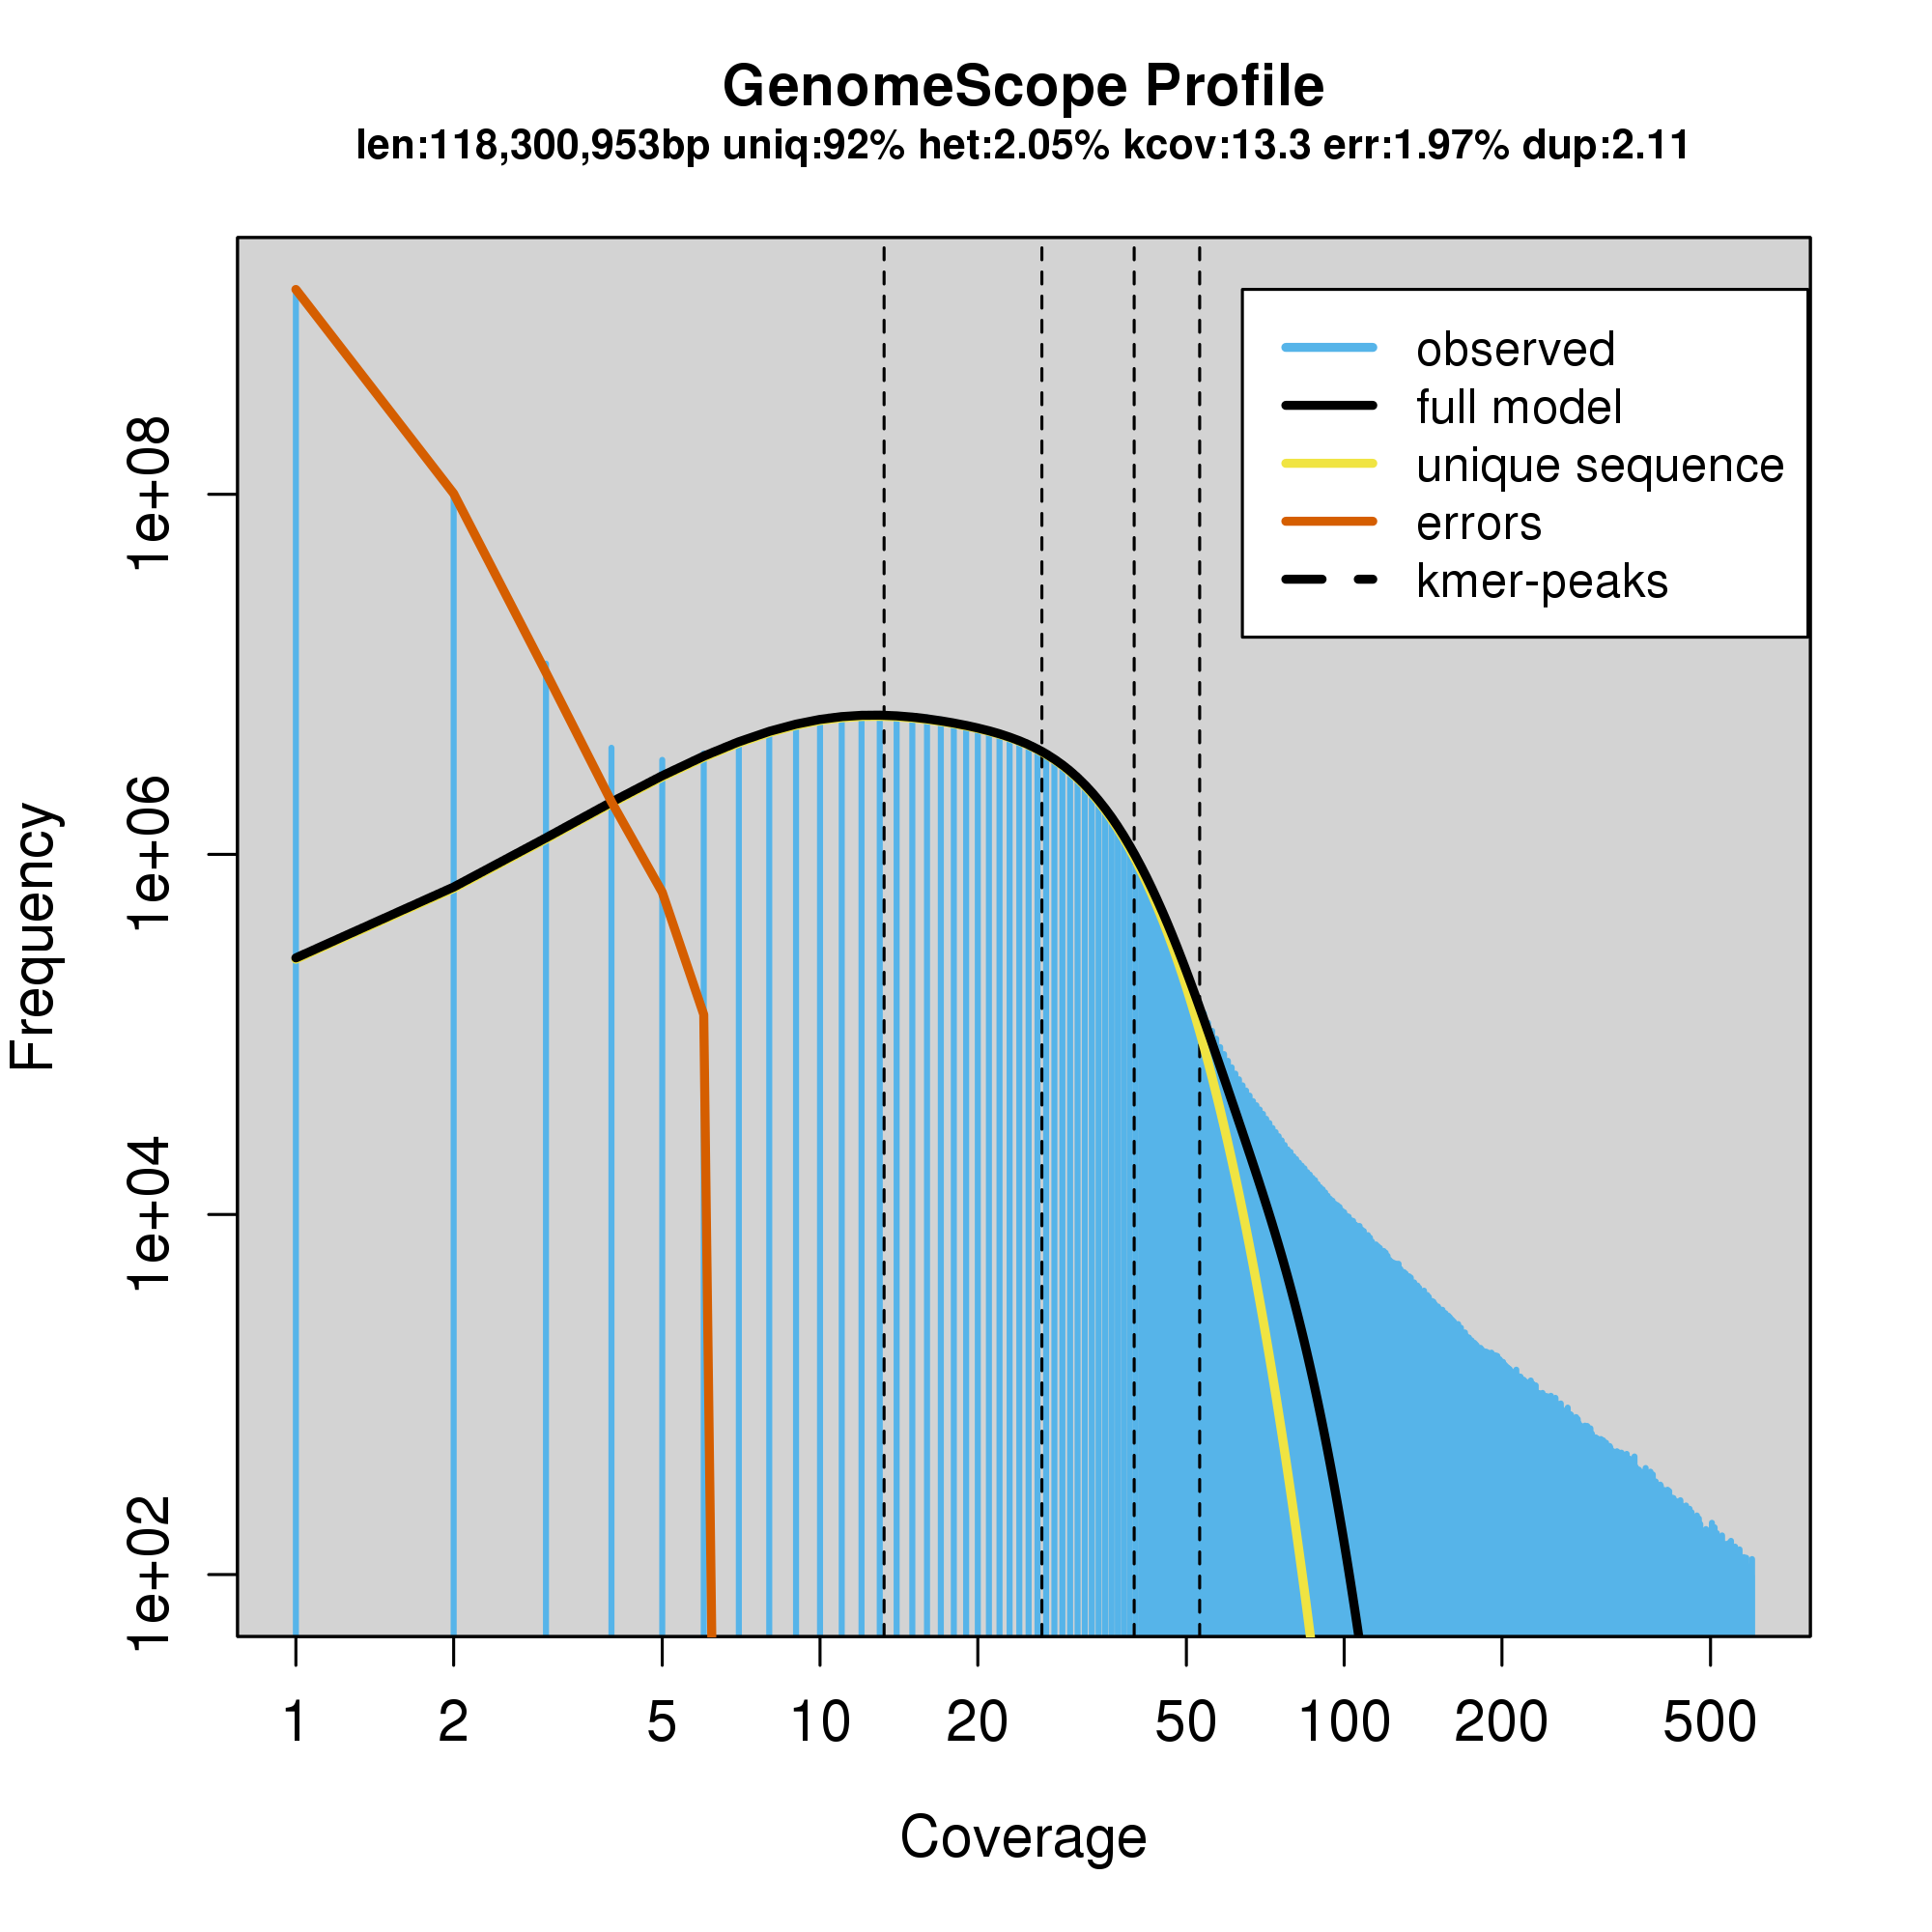 GenomeScope Profile
len:118,300,953bp uniq:92% het:2.05% kcov:13.3 err:1.97% dup:2.11
observed
full model
unique sequence
errors
kmer-peaks
Frequency
1e+08
1e+06
1e+04
1e+02
1 2 5 10 20 50 100 200 500
Coverage